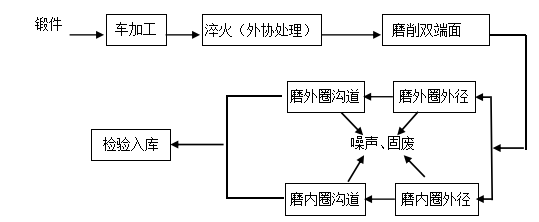 锻件
车加工
淬火（外协处理）
磨削双端面
磨外圈沟道
磨外圈外径
检验入库
噪声、固废
磨内圈沟道
磨内圈外径